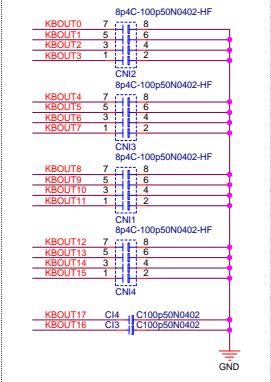 8p4C-100p50N0402-HF
KBOUT0 7 8
KBOUT1 5 6
KBOUT2 3 4
KBOUT3 1 2
CNI2
8p4C-100p50N0402-HF
KBOUT4 7 8
KBOUT5 5 6
KBOUT6 3 4
KBOUT7 1 2
CNI3
8p4C-100p50N0402-HF
KBOUT8 7 8
KBOUT9 5 6
KBOUT10 3 4
KBOUT11 1 2
CNI1
8p4C-100p50N0402-HF
KBOUT12 7 8
KBOUT13 5 6
KBOUT14 3 4
KBOUT15 1 2
CNI4
KBOUT17 CI4 C100p50N0402
KBOUT16 CI3 C100p50N0402
GND